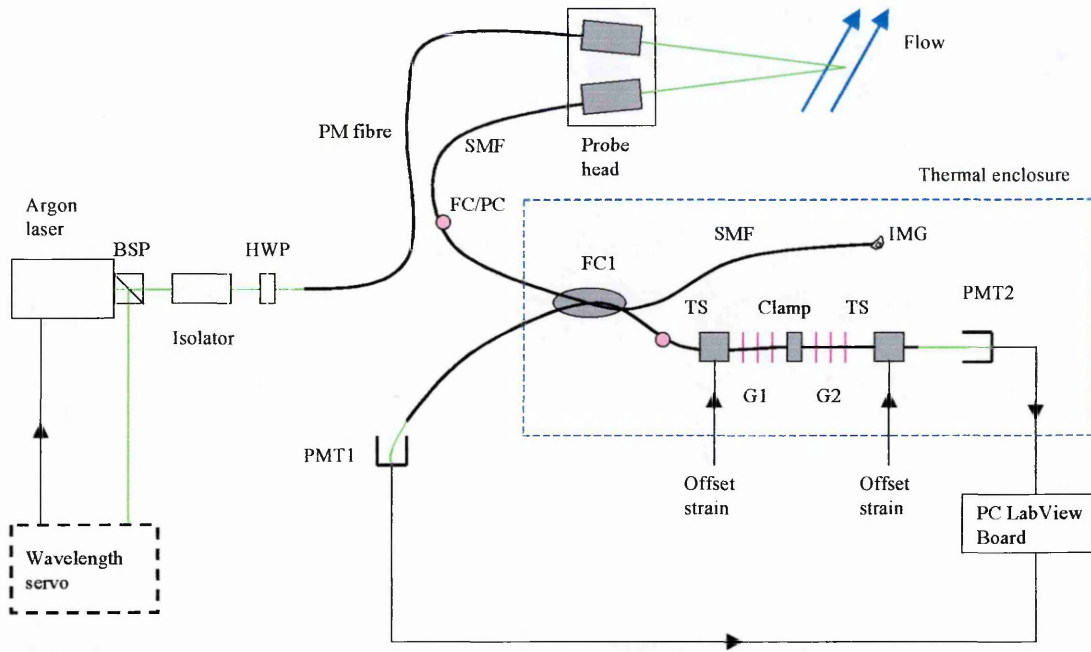 Flow
PM fibre
SMF
Probe
head
Thermal enclosure
FC/PC
Argon
laser
BSP
HWP
SMF
IMG
FC1
Isolator
TS
Clamp
TS
PMT2
G1
G2
PMT1
Offset
strain
Offset
strain
PC LabView
Board
Wavelength
servo